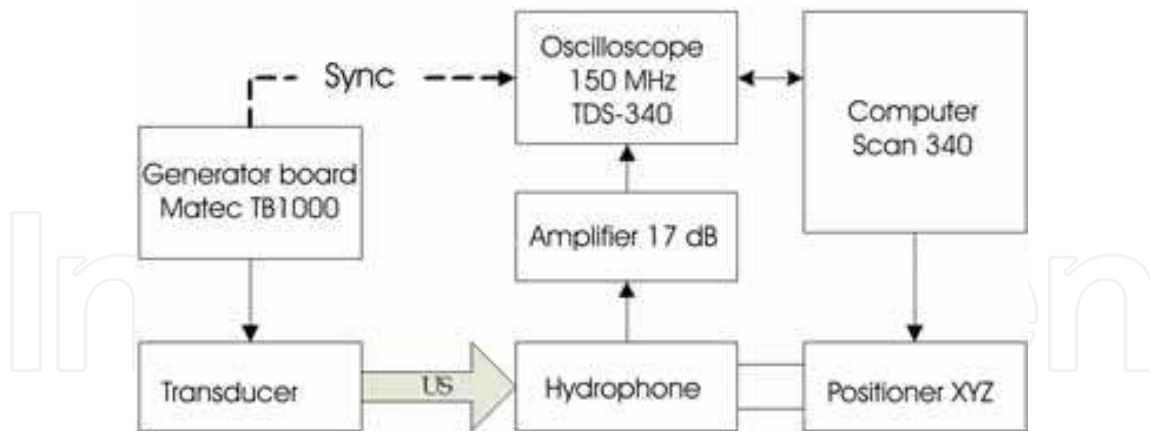 Sync
Oscilloscope
150 MHz
TDS-340
Computer
Scan 340
Generator board
Matec TB1000
Amplifier 17 dB
Transducer
US
Hydrophone
Positioner XYZ